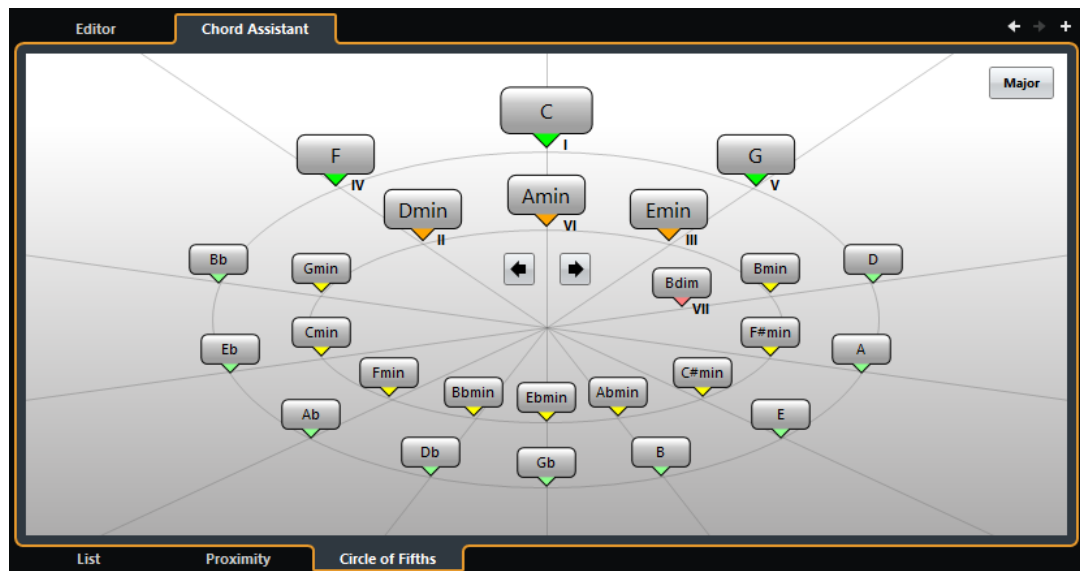 Editor
Chord Assistant
Major
C
I
F
IV
G
V
Amin
VI
Dmin
II
Emin
III
Bb
Gmin
Bmin
D
Bdim
VII
Eb
Cmin
F#min
A
Fmin
C#min
Bbmin
Ebmin
Abmin
Ab
E
Db
Gb
B
List
Proximity
Circle of Fifths